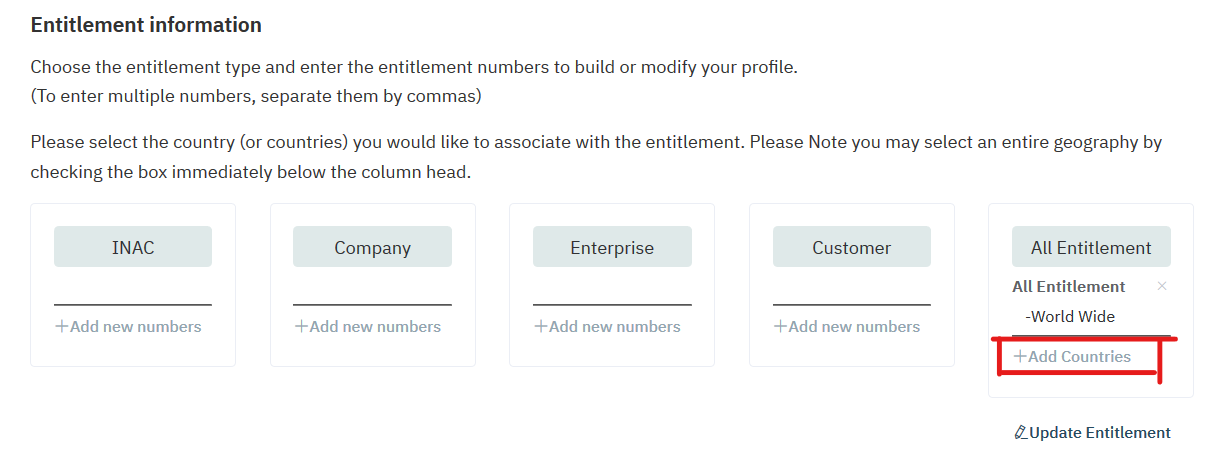 Entitlement information
Choose the entitlement type and enter the entitlement numbers to build or modify your profile.
(To enter multiple numbers, separate them by commas)
Please select the country (or countries) you would like to associate with the entitlement. Please Note you may select an entire geography by
checking the box immediately below the column head.
INAC
+Add new numbers
Company
+Add new numbers
Enterprise
+Add new numbers
Customer
+Add new numbers
All Entitlement
All Entitlement ×
-World Wide
+Add Countries
Update Entitlement